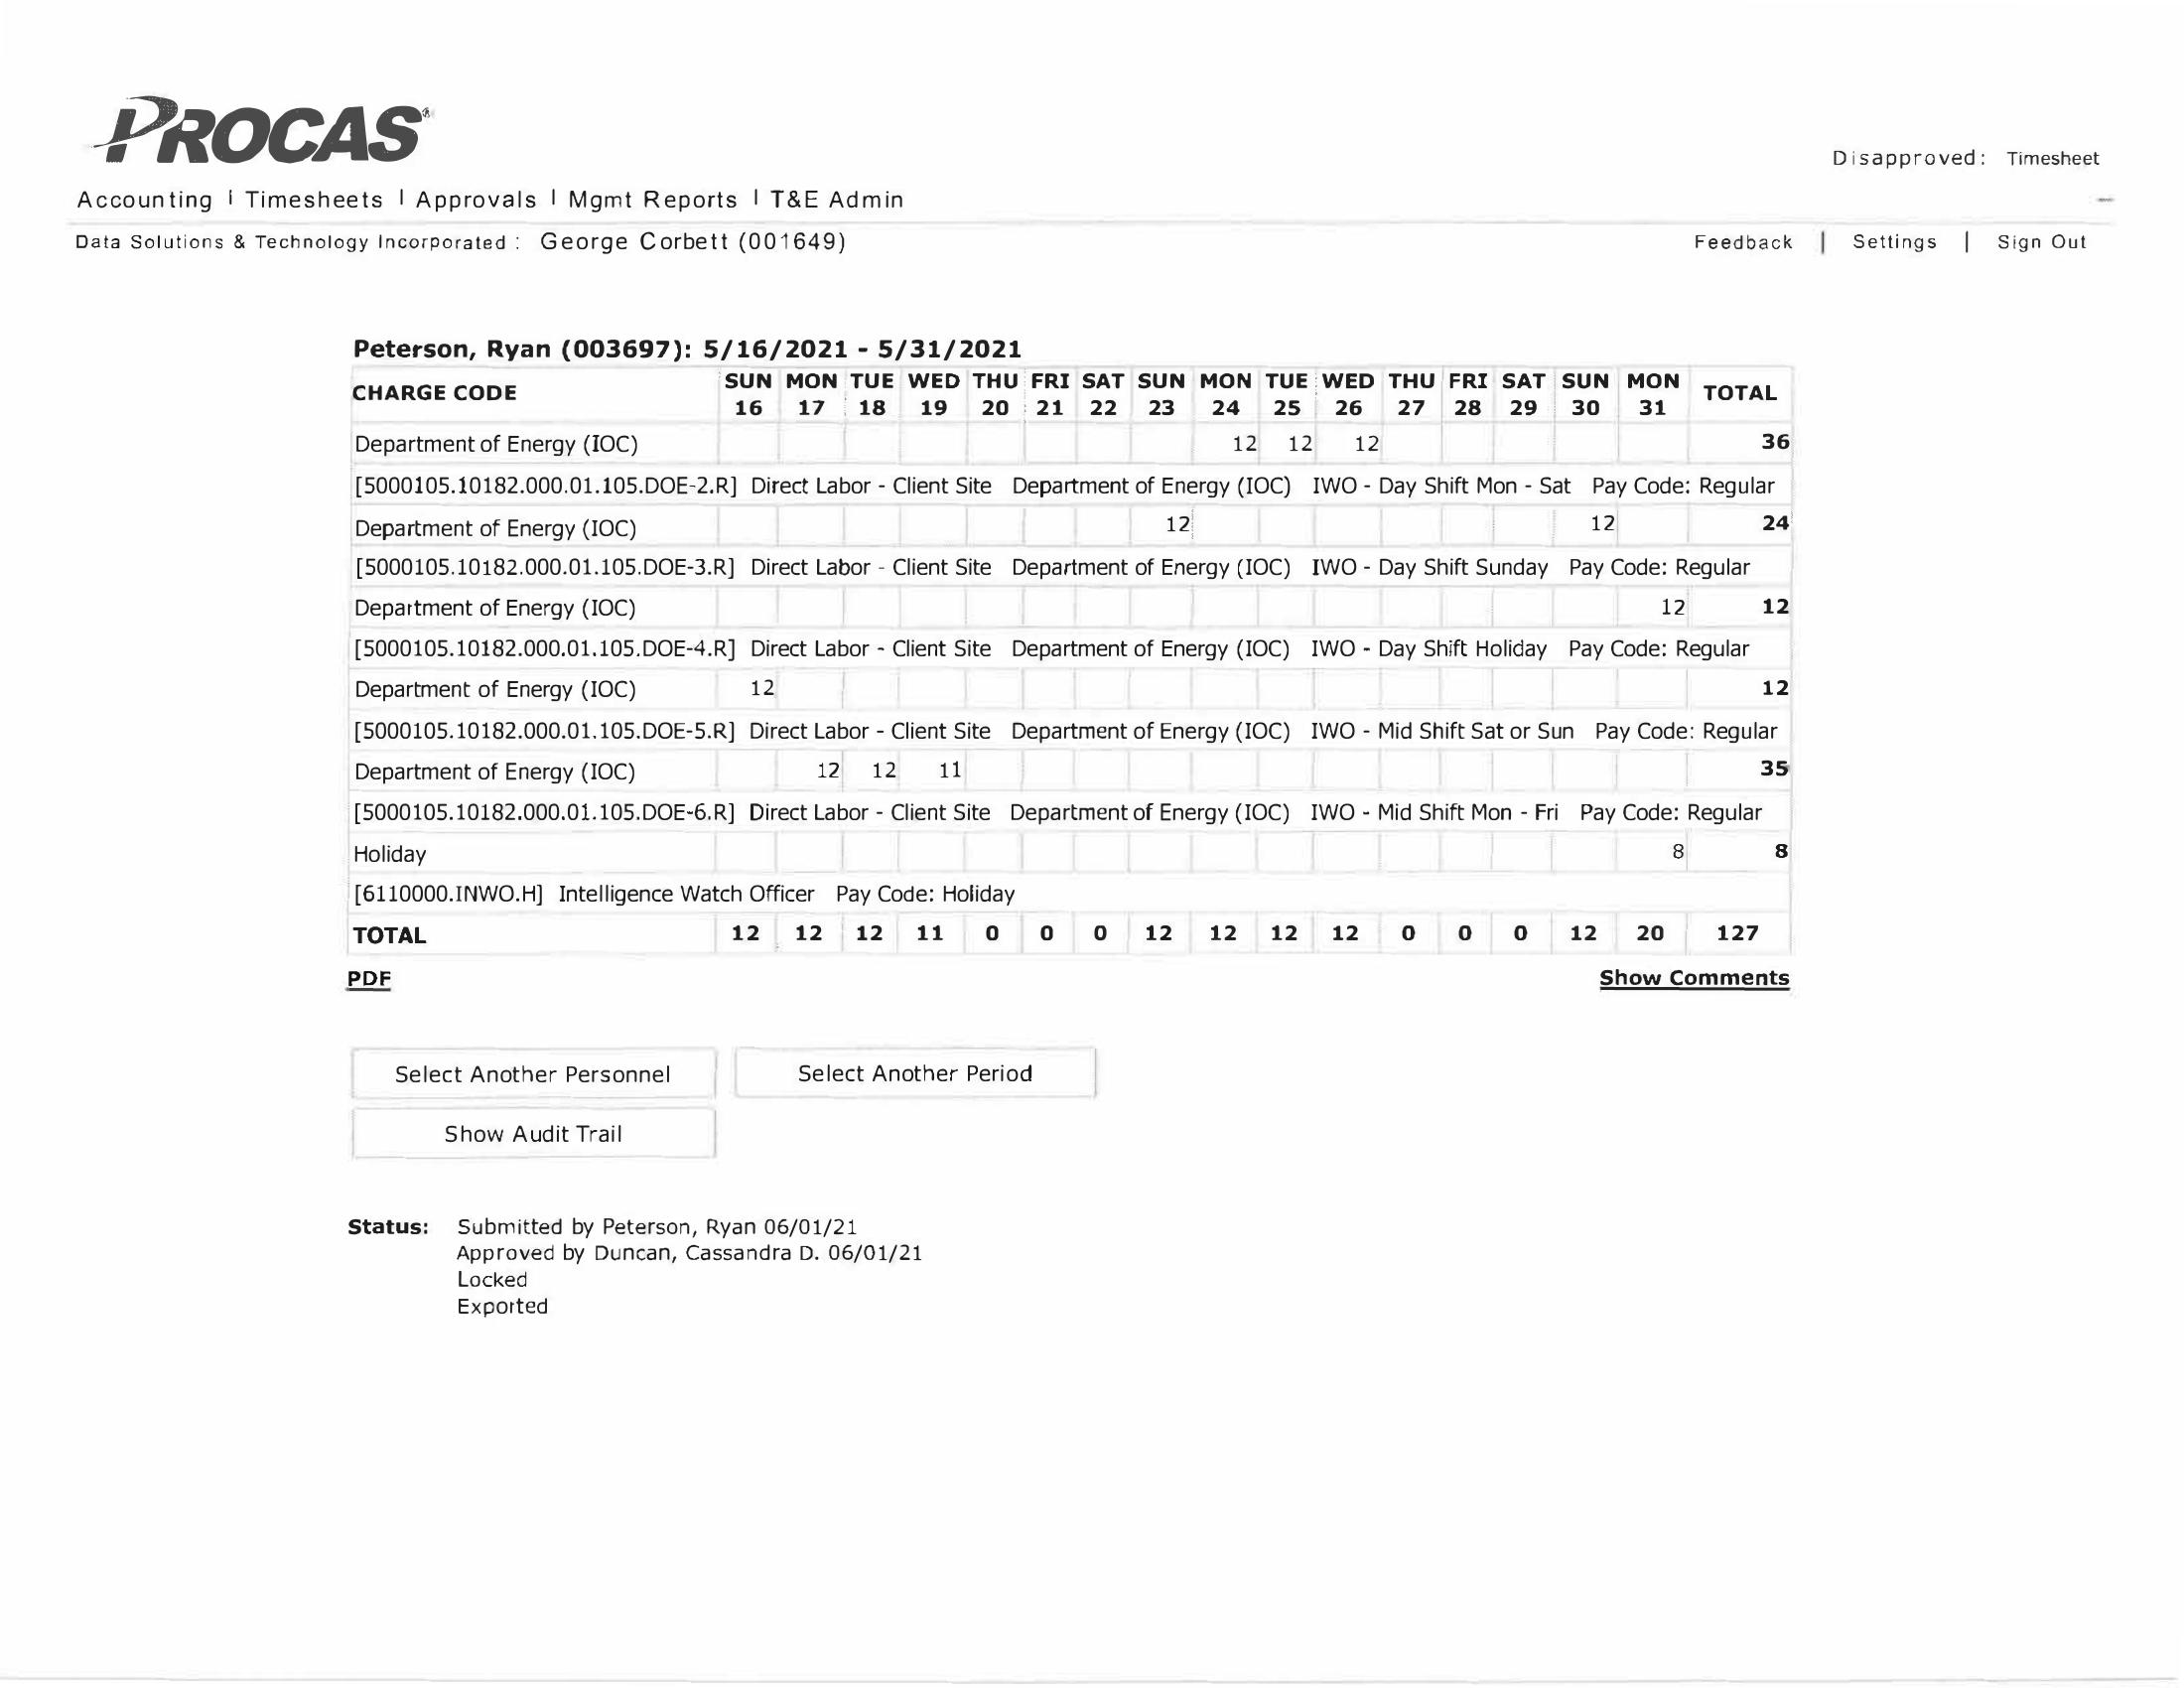 PROCAS®
Disapproved: Timesheet
Accounting | Timesheets | Approvals | Mgmt Reports | T&E Admin
Data Solutions & Technology Incorporated : George Corbett (001649)
Feedback | Settings | Sign Out
Peterson, Ryan (003697): 5/16/2021 - 5/31/2021
CHARGE CODE SUN 16 MON 17 TUE 18 WED 19 THU 20 FRI 21 SAT 22 SUN 23 MON 24 TUE 25 WED 26 THU 27 FRI 28 SAT 29 SUN 30 MON 31 TOTAL
Department of Energy (IOC) 12 12 12 36
[5000105.10182.000.01.105.DOE-2.R] Direct Labor - Client Site Department of Energy (IOC) IWO - Day Shift Mon - Sat Pay Code: Regular
Department of Energy (IOC) 12 12 24
[5000105.10182.000.01.105.DOE-3.R] Direct Labor - Client Site Department of Energy (IOC) IWO - Day Shift Sunday Pay Code: Regular
Department of Energy (IOC) 12 12
[5000105.10182.000.01.105.DOE-4.R] Direct Labor - Client Site Department of Energy (IOC) IWO - Day Shift Holiday Pay Code: Regular
Department of Energy (IOC) 12 12
[5000105.10182.000.01.105.DOE-5.R] Direct Labor - Client Site Department of Energy (IOC) IWO - Mid Shift Sat or Sun Pay Code: Regular
Department of Energy (IOC) 12 12 11 35
[5000105.10182.000.01.105.DOE-6.R] Direct Labor - Client Site Department of Energy (IOC) IWO - Mid Shift Mon - Fri Pay Code: Regular
Holiday 8 8
[6110000.INWO.H] Intelligence Watch Officer Pay Code: Holiday
TOTAL 12 12 12 11 0 0 0 12 12 12 12 0 0 0 12 20 127
PDF
Show Comments
Select Another Personnel
Select Another Period
Show Audit Trail
Status: Submitted by Peterson, Ryan 06/01/21
Approved by Duncan, Cassandra D. 06/01/21
Locked
Exported